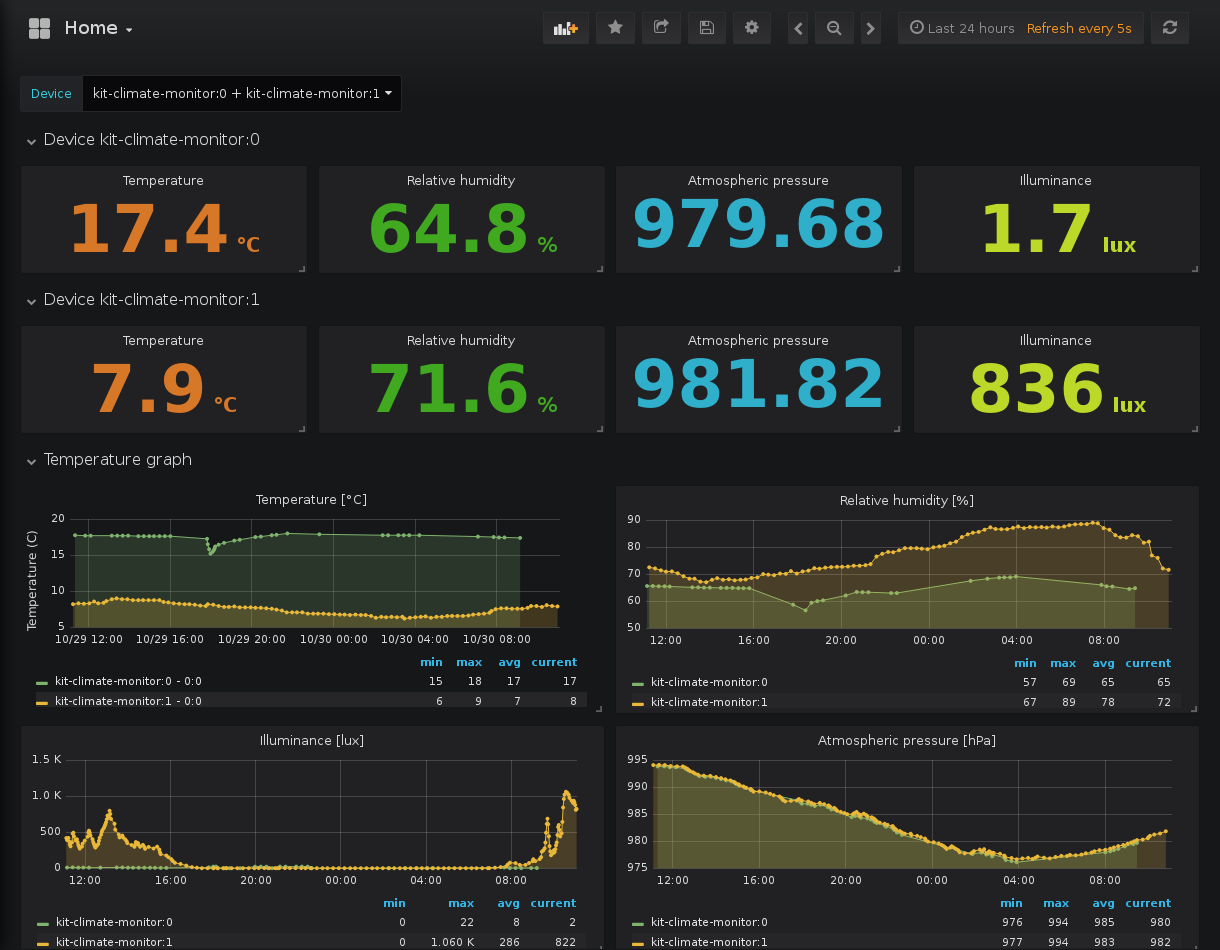 Home
Last 24 hours Refresh every 5s
Device kit-climate-monitor:0 + kit-climate-monitor:1
Device kit-climate-monitor:0
Temperature Relative humidity Atmospheric pressure Illuminance
17.4 °C 64.8 % 979.68 1.7 lux
Device kit-climate-monitor:1
Temperature Relative humidity Atmospheric pressure Illuminance
7.9 °C 71.6 % 981.82 836 lux
Temperature graph
Temperature [°C]
Temperature (C)
20
15
10
5
10/29 12:00 10/29 16:00 10/29 20:00 10/30 00:00 10/30 04:00 10/30 08:00
min max avg current
kit-climate-monitor:0 - 0:0 15 18 17 17
kit-climate-monitor:1 - 0:0 6 9 7 8
Relative humidity [%]
90
80
70
60
50
12:00 16:00 20:00 00:00 04:00 08:00
min max avg current
kit-climate-monitor:0 57 69 65 65
kit-climate-monitor:1 67 89 78 72
Illuminance [lux]
1.5 K
1.0 K
500
0
12:00 16:00 20:00 00:00 04:00 08:00
min max avg current
kit-climate-monitor:0 0 22 8 2
kit-climate-monitor:1 0 1.060 K 286 822
Atmospheric pressure [hPa]
995
990
985
980
975
12:00 16:00 20:00 00:00 04:00 08:00
min max avg current
kit-climate-monitor:0 976 994 985 980
kit-climate-monitor:1 977 994 983 982